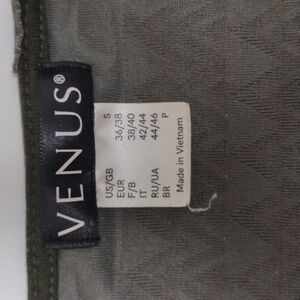 VENUS®
US/GB S
EUR 36/38
F/B 38/40
IT 42/44
RU/UA 44/46
BR P
Made in Vietnam